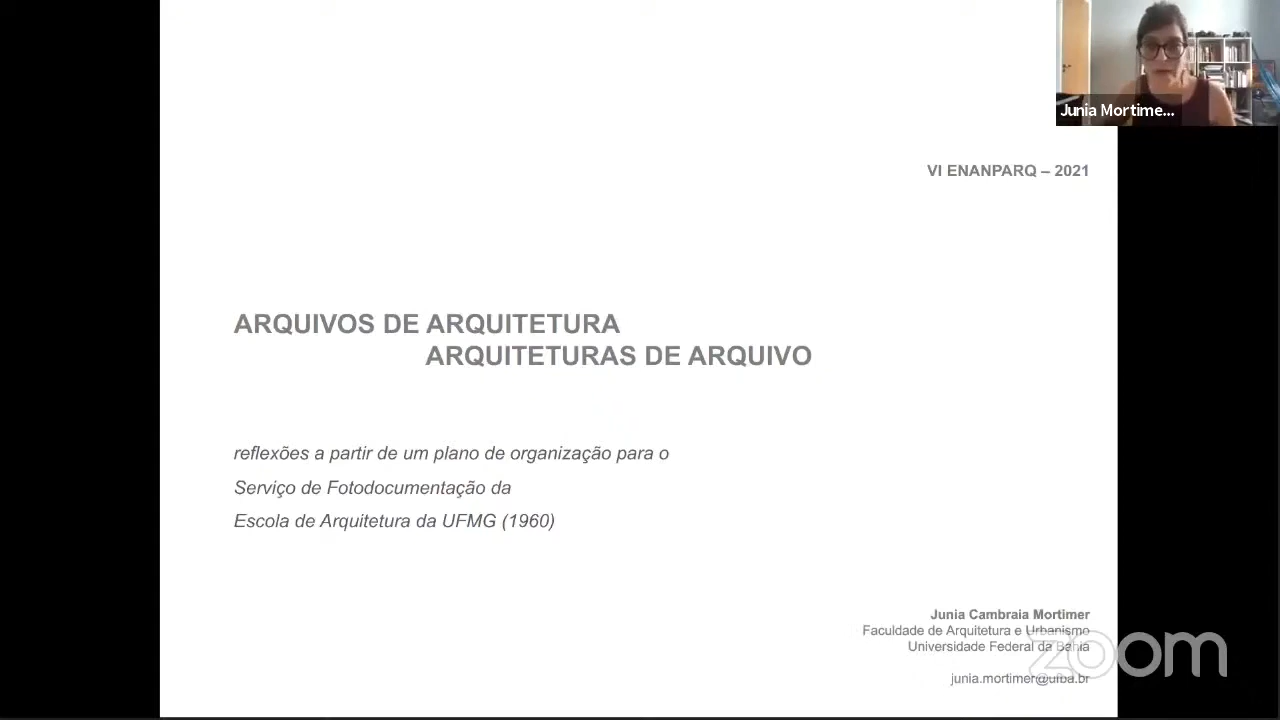 Junia Mortime...
VI ENANPARQ – 2021
ARQUIVOS DE ARQUITETURA
ARQUITETURAS DE ARQUIVO
reflexões a partir de um plano de organização para o
Serviço de Fotodocumentação da
Escola de Arquitetura da UFMG (1960)
Junia Cambraia Mortimer
Faculdade de Arquitetura e Urbanismo
Universidade Federal da Bahia
zoom
junia.mortimer@ufba.br